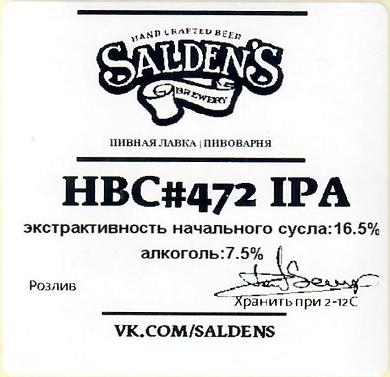 HAND CRAFTED BEER
SALDEN'S
BREWERY
ПИВНАЯ ЛАВКА | ПИВОВАРНЯ
HBC#472 IPA
экстрактивность начального сусла:16.5%
алкоголь:7.5%
Розлив
Хранить при 2-12С
VK.COM/SALDENS